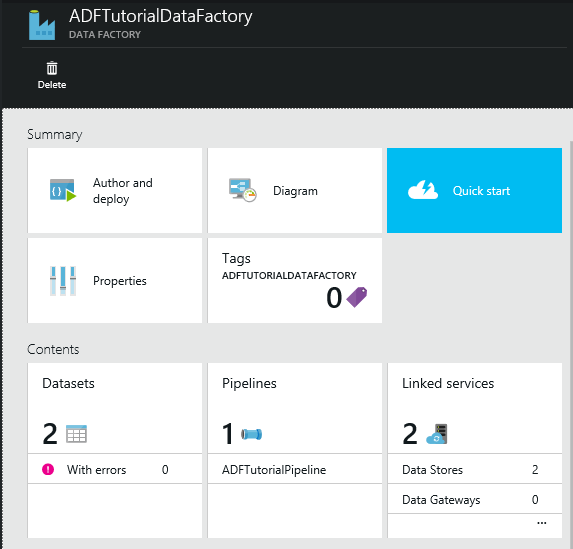 ADFTutorialDataFactory
DATA FACTORY
Delete
Summary
Author and
deploy
Diagram
Quick start
Properties
Tags
ADFTUTORIALDATAFACTORY
0
Contents
Datasets
2
With errors 0
Pipelines
1
ADFTutorialPipeline
Linked services
2
Data Stores 2
Data Gateways 0
...